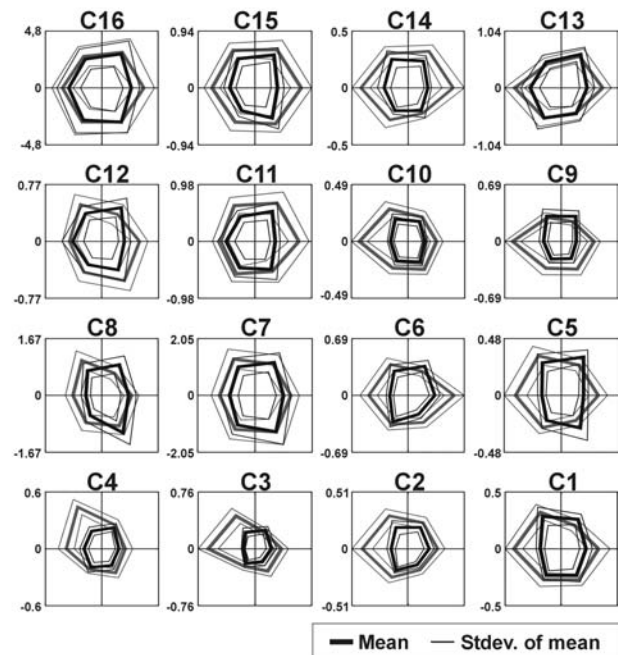 C16 C15 C14 C13
4,8 0.94 0.5 1.04
0 0 0 0
-4,8 -0.94 -0.5 -1.04
C12 C11 C10 C9
0.77 0.98 0.49 0.69
0 0 0 0
-0.77 -0.98 -0.49 -0.69
C8 C7 C6 C5
1.67 2.05 0.69 0.48
0 0 0 0
-1.67 -2.05 -0.69 -0.48
C4 C3 C2 C1
0.6 0.76 0.51 0.5
0 0 0 0
-0.6 -0.76 -0.51 -0.5
Mean Stdev. of mean